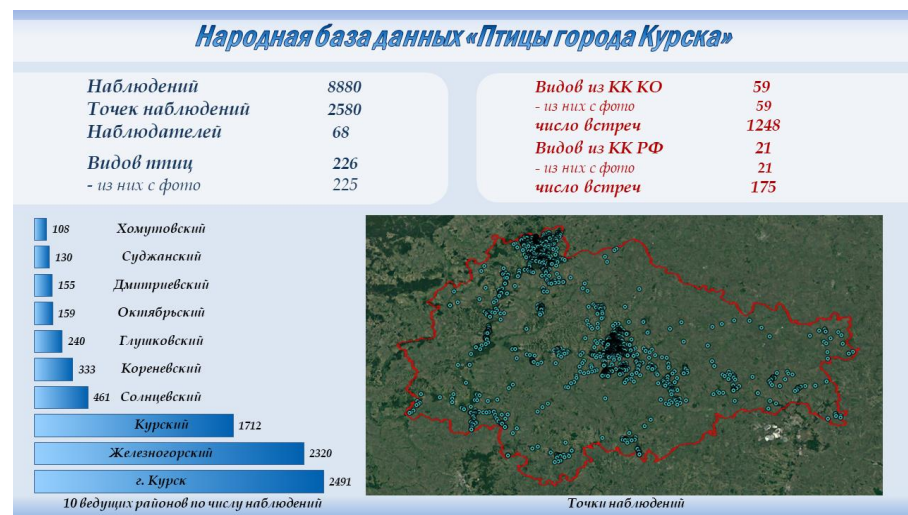 Народная база данных «Птицы города Курска»
Наблюдений 8880
Точек наблюдений 2580
Наблюдателей 68
Видов птиц 226
- из них с фото 225
Видов из КК КО 59
- из них с фото 59
число встреч 1248
Видов из КК РФ 21
- из них с фото 21
число встреч 175
108 Хомутовский
130 Суджанский
155 Дмитриевский
159 Октябрьский
240 Глушковский
333 Кореневский
461 Солнцевский
Курский 1712
Железногорский 2320
г. Курск 2491
10 ведущих районов по числу наблюдений
Точки наблюдений